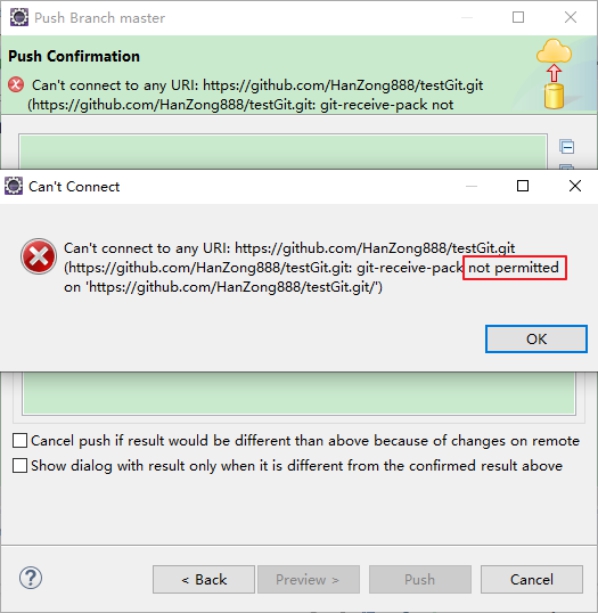 Push Branch master
Push Confirmation
Can't connect to any URI: https://github.com/HanZong888/testGit.git
(https://github.com/HanZong888/testGit.git: git-receive-pack not
Can't Connect
Can't connect to any URI: https://github.com/HanZong888/testGit.git
(https://github.com/HanZong888/testGit.git: git-receive-pack not permitted
on 'https://github.com/HanZong888/testGit.git/')
OK
Cancel push if result would be different than above because of changes on remote
Show dialog with result only when it is different from the confirmed result above
?
< Back
Preview >
Push
Cancel